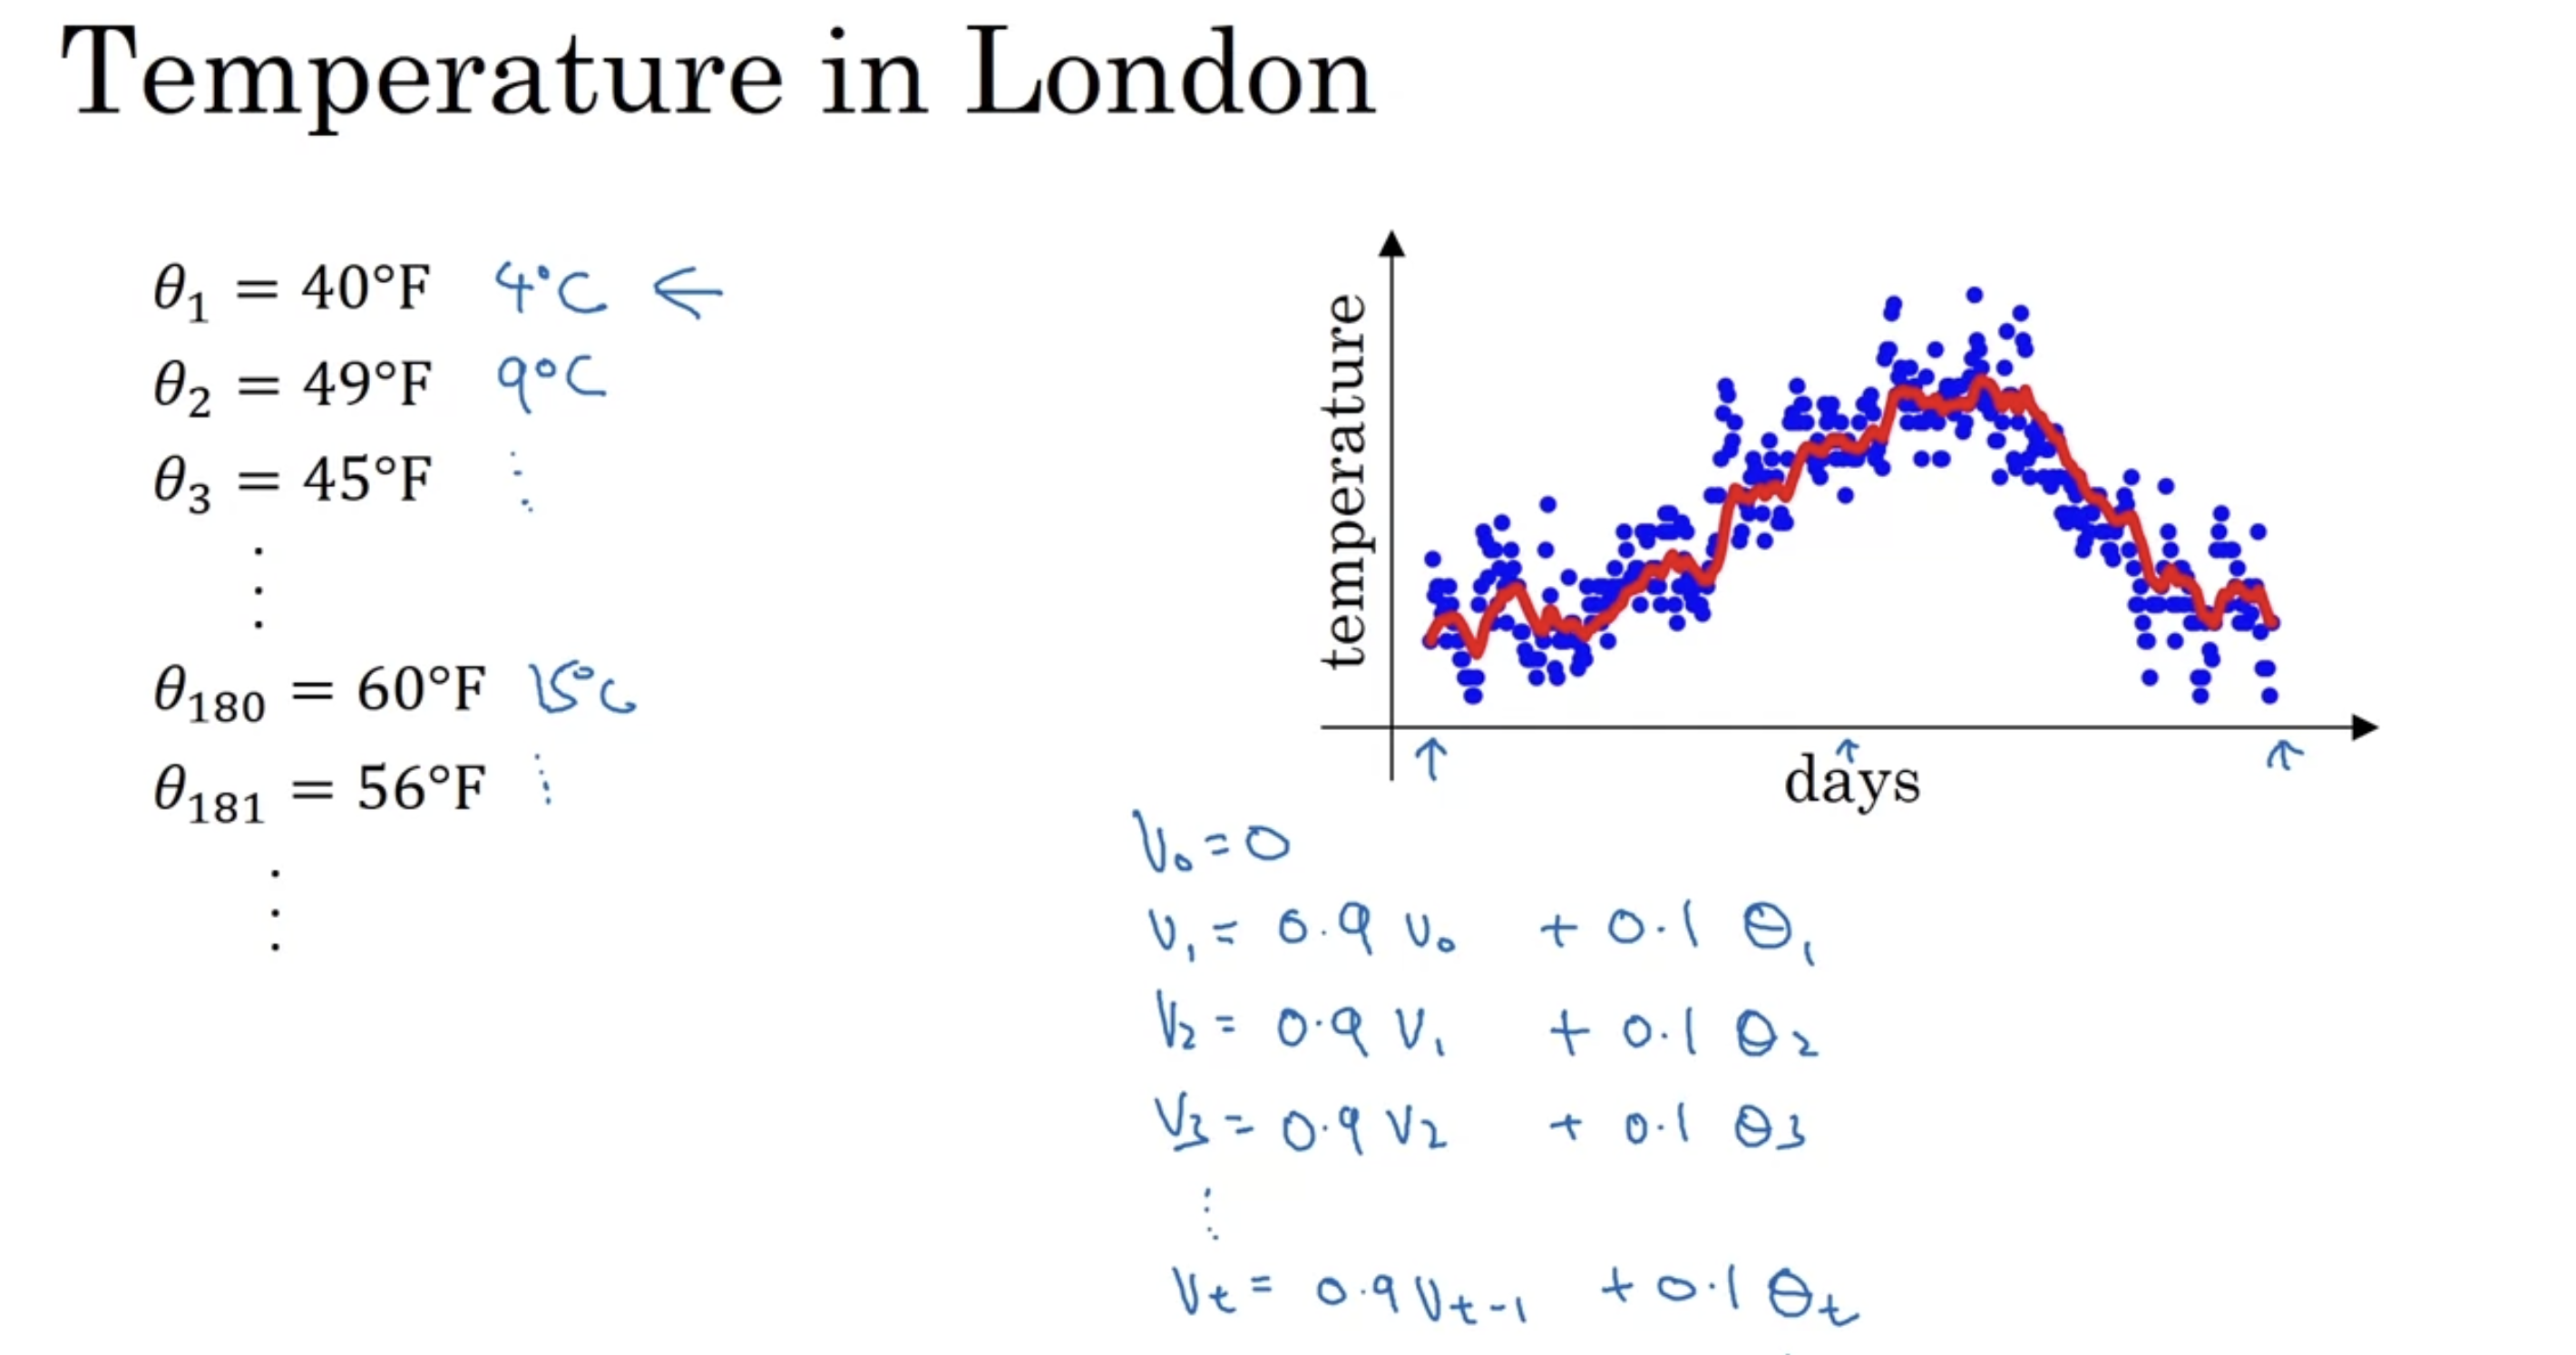 Temperature in London
θ₁ = 40°F 4°C ←
θ₂ = 49°F 9°C
θ₃ = 45°F ⋮
⋮
θ₁₈₀ = 60°F 15°C
θ₁₈₁ = 56°F ⋮
⋮
temperature
days
V₀ = 0
V₁ = 0.9 V₀ + 0.1 θ₁
V₂ = 0.9 V₁ + 0.1 θ₂
V₃ = 0.9 V₂ + 0.1 θ₃
⋮
Vₜ = 0.9 Vₜ₋₁ + 0.1 θₜ